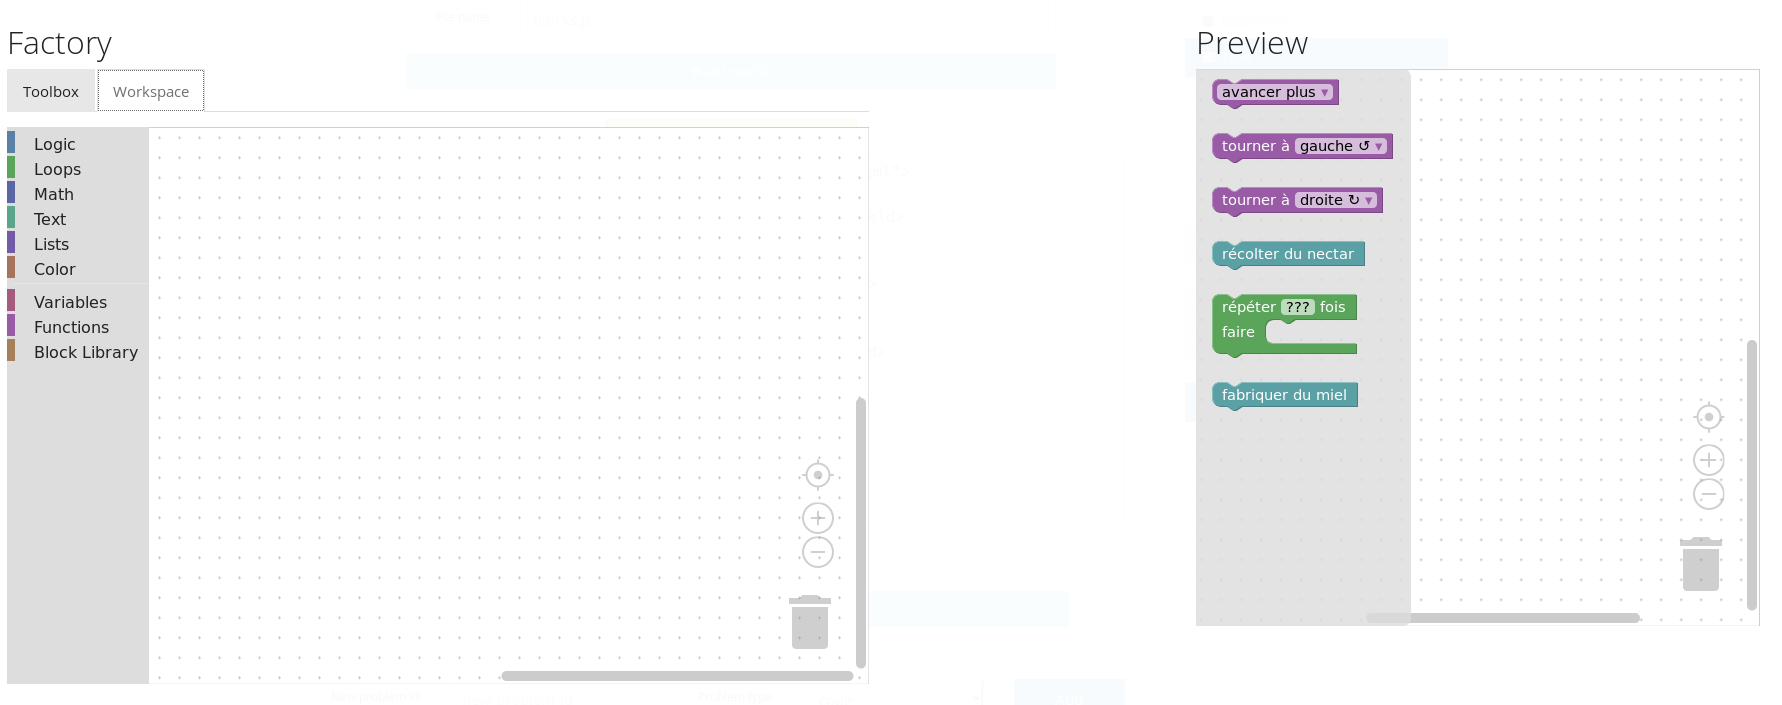 Factory
Toolbox
Workspace
Logic
Loops
Math
Text
Lists
Color
Variables
Functions
Block Library
Preview
avancer plus ▾
tourner à gauche ↺ ▾
tourner à droite ↻ ▾
récolter du nectar
répéter ??? fois
faire
fabriquer du miel